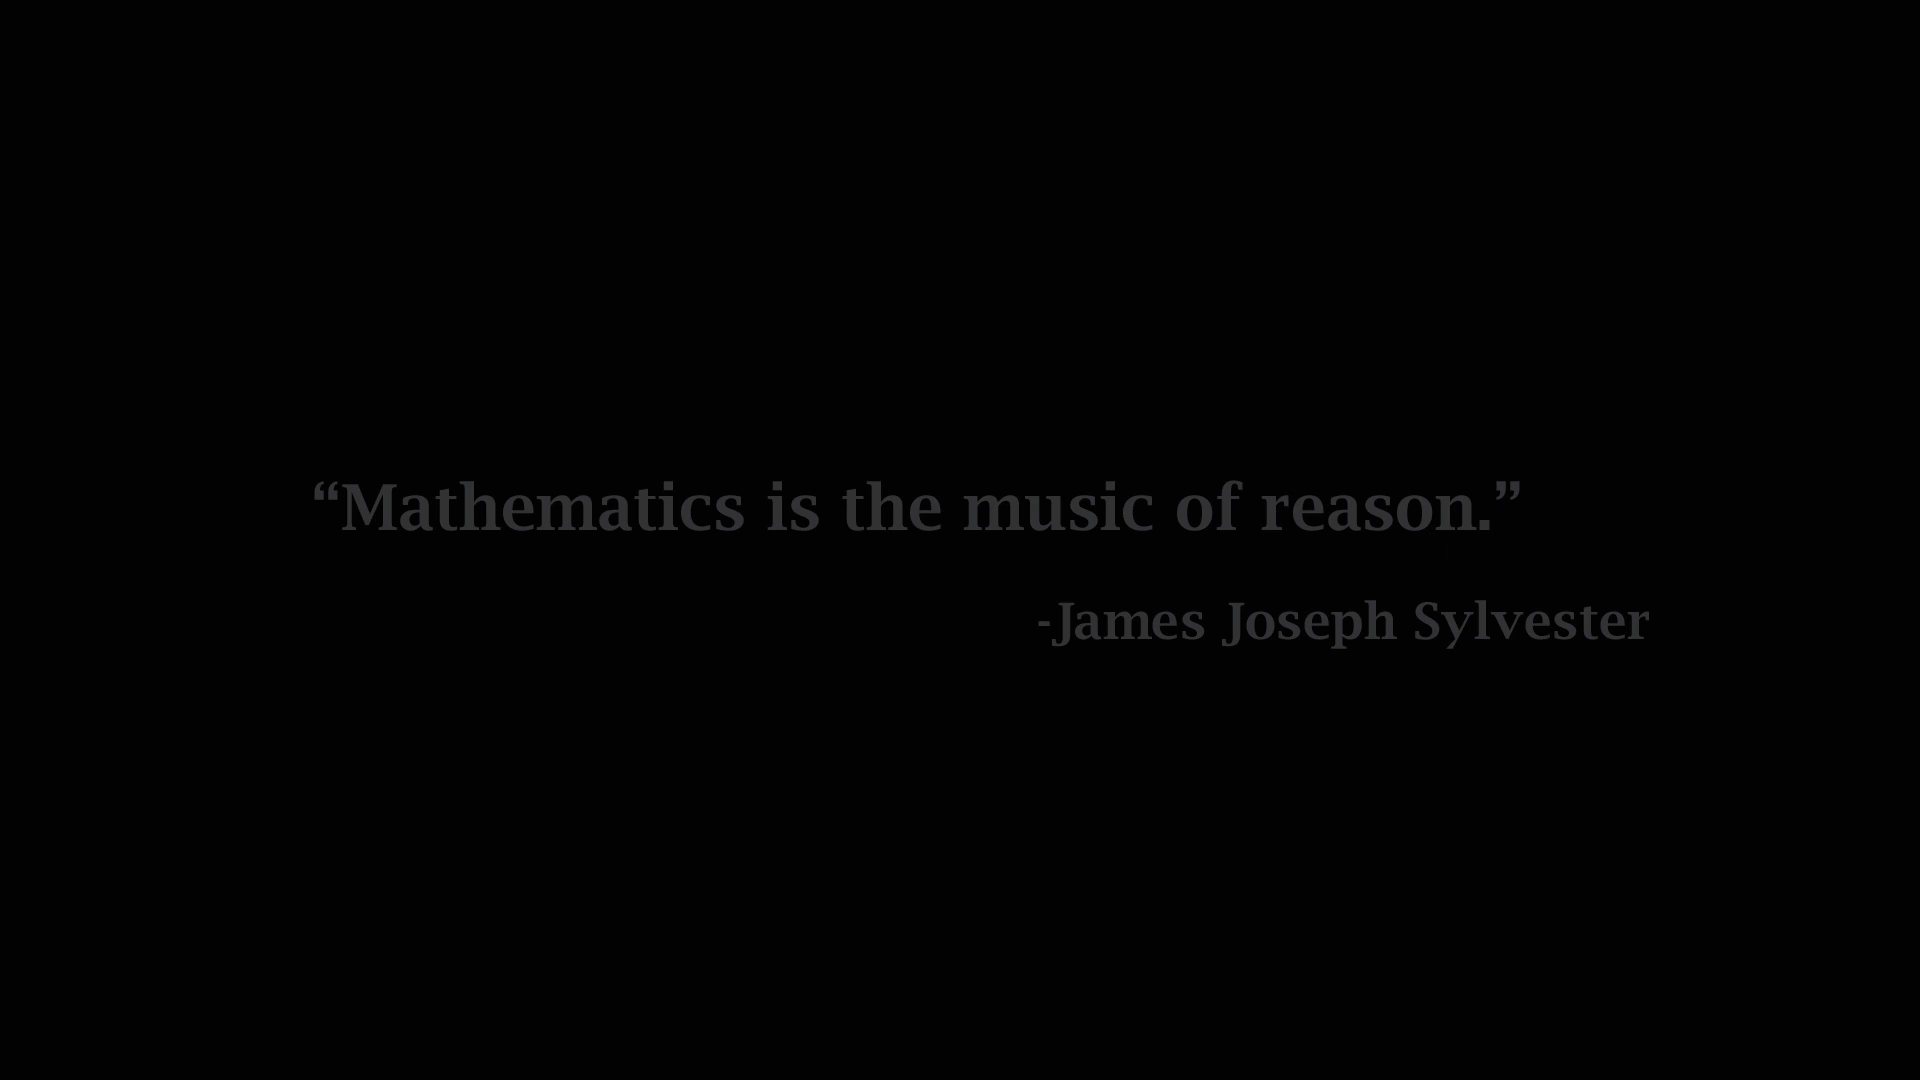 “Mathematics is the music of reason.”
-James Joseph Sylvester